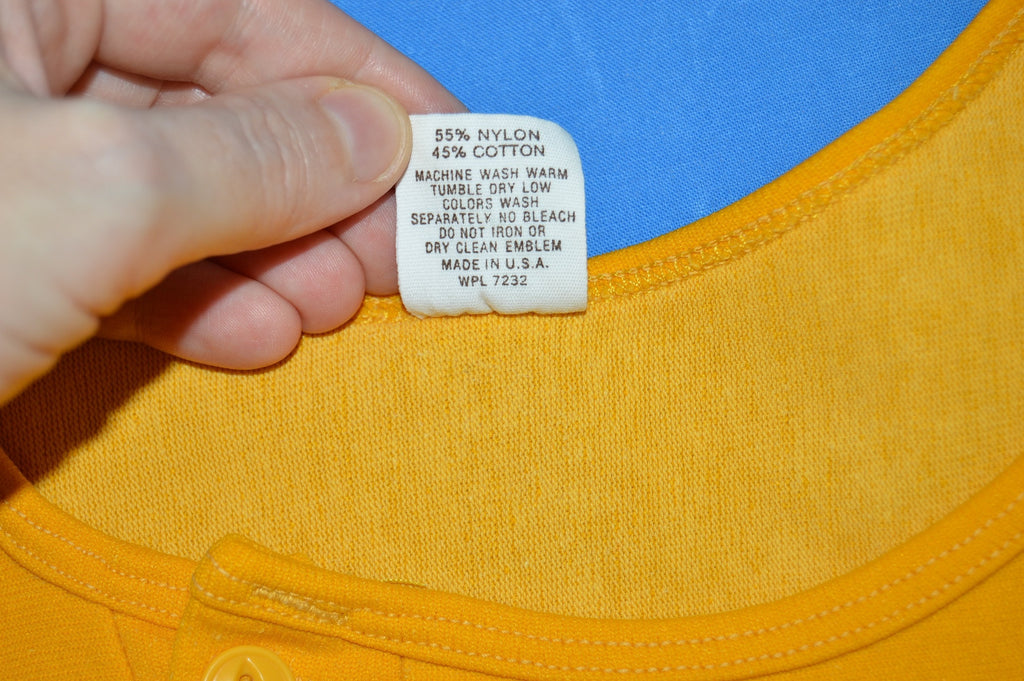 55% NYLON
45% COTTON
MACHINE WASH WARM
TUMBLE DRY LOW
COLORS WASH
SEPARATELY NO BLEACH
DO NOT IRON OR
DRY CLEAN EMBLEM
MADE IN U.S.A.
WPL 7232